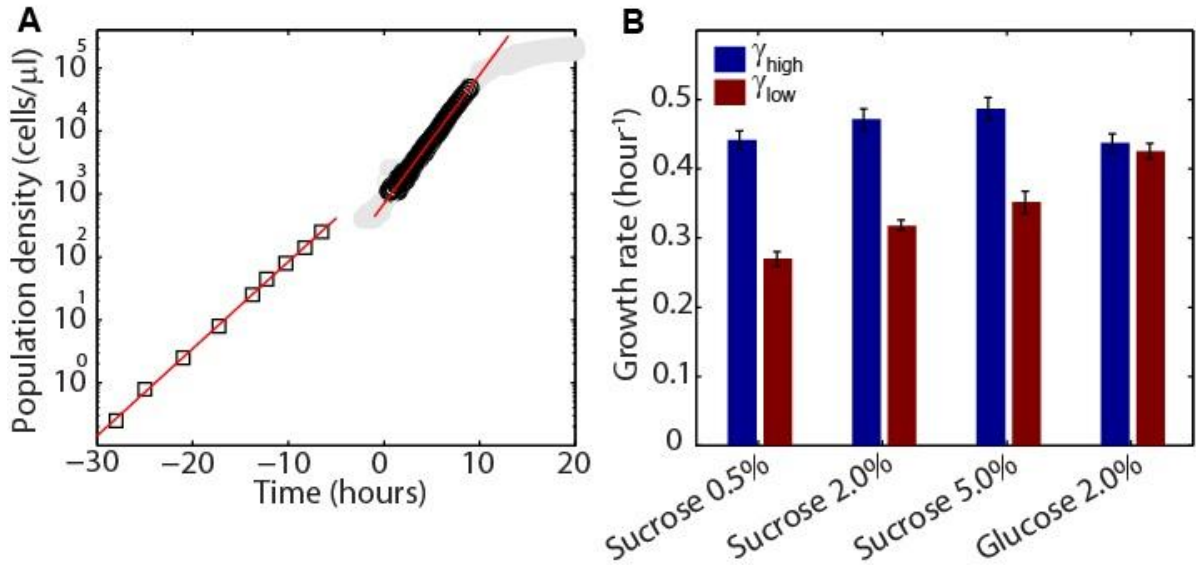 A
Population density (cells/μl)
10^5
10^4
10^3
10^2
10^1
10^0
−30 −20 −10 0 10 20
Time (hours)
B
γhigh
γlow
Growth rate (hour^-1)
0.5
0.4
0.3
0.2
0.1
0
Sucrose 0.5%
Sucrose 2.0%
Sucrose 5.0%
Glucose 2.0%